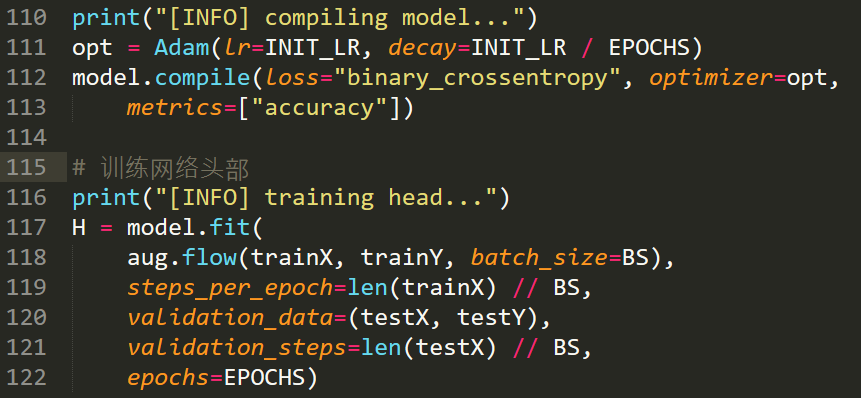 110 print("[INFO] compiling model...")
111 opt = Adam(lr=INIT_LR, decay=INIT_LR / EPOCHS)
112 model.compile(loss="binary_crossentropy", optimizer=opt,
113     metrics=["accuracy"])
114
115 # 训练网络头部
116 print("[INFO] training head...")
117 H = model.fit(
118     aug.flow(trainX, trainY, batch_size=BS),
119     steps_per_epoch=len(trainX) // BS,
120     validation_data=(testX, testY),
121     validation_steps=len(testX) // BS,
122     epochs=EPOCHS)